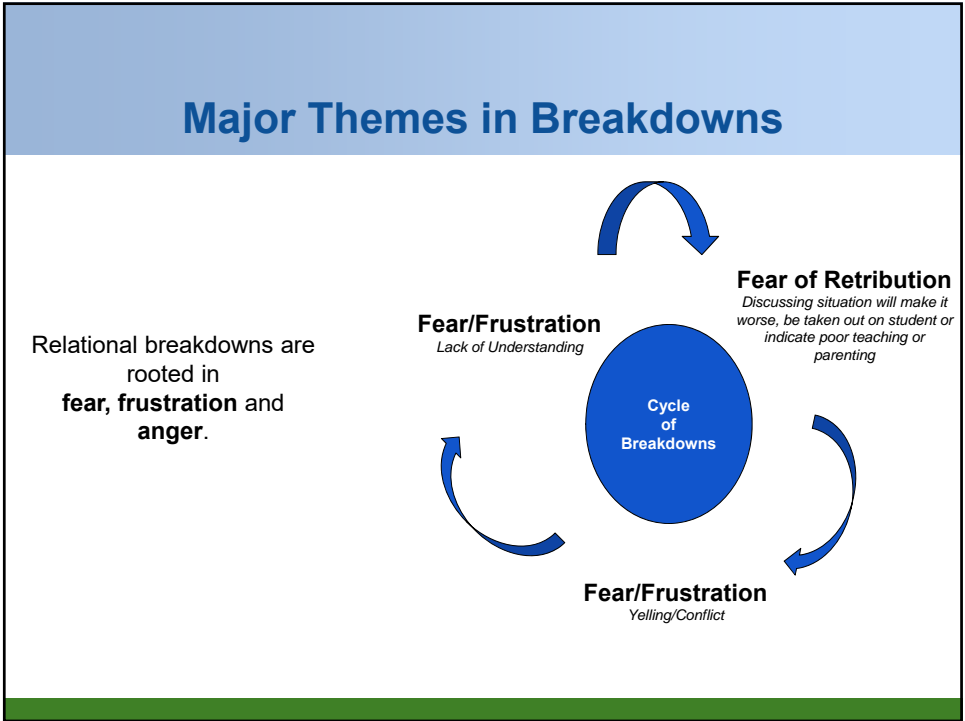 Major Themes in Breakdowns
Relational breakdowns are
rooted in
fear, frustration and
anger.
Fear/Frustration
Lack of Understanding
Fear of Retribution
Discussing situation will make it
worse, be taken out on student or
indicate poor teaching or
parenting
Cycle
of
Breakdowns
Fear/Frustration
Yelling/Conflict